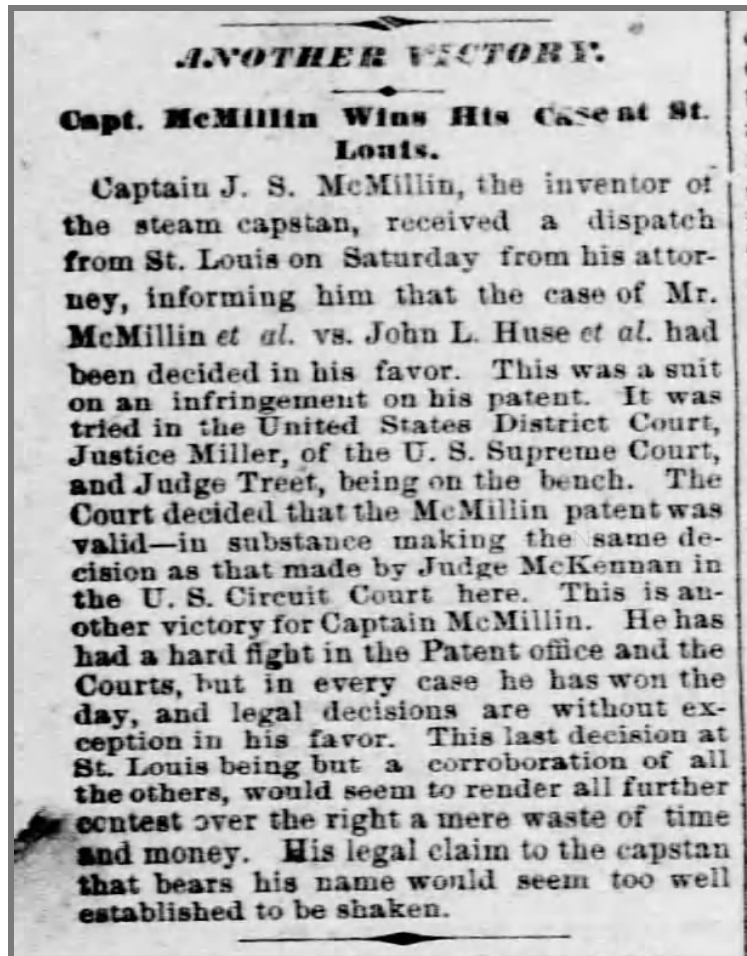 ANOTHER VICTORY.
Capt. McMillin Wins His Case at St.
Louis.
Captain J. S. McMillin, the inventor of
the steam capstan, received a dispatch
from St. Louis on Saturday from his attor-
ney, informing him that the case of Mr.
McMillin et al. vs. John L. Huse et al. had
been decided in his favor. This was a suit
on an infringement on his patent. It was
tried in the United States District Court,
Justice Miller, of the U. S. Supreme Court,
and Judge Treet, being on the bench. The
Court decided that the McMillin patent was
valid—in substance making the same de-
cision as that made by Judge McKennan in
the U. S. Circuit Court here. This is an-
other victory for Captain McMillin. He has
had a hard fight in the Patent office and the
Courts, but in every case he has won the
day, and legal decisions are without ex-
ception in his favor. This last decision at
St. Louis being but a corroboration of all
the others, would seem to render all further
contest over the right a mere waste of time
and money. His legal claim to the capstan
that bears his name would seem too well
established to be shaken.